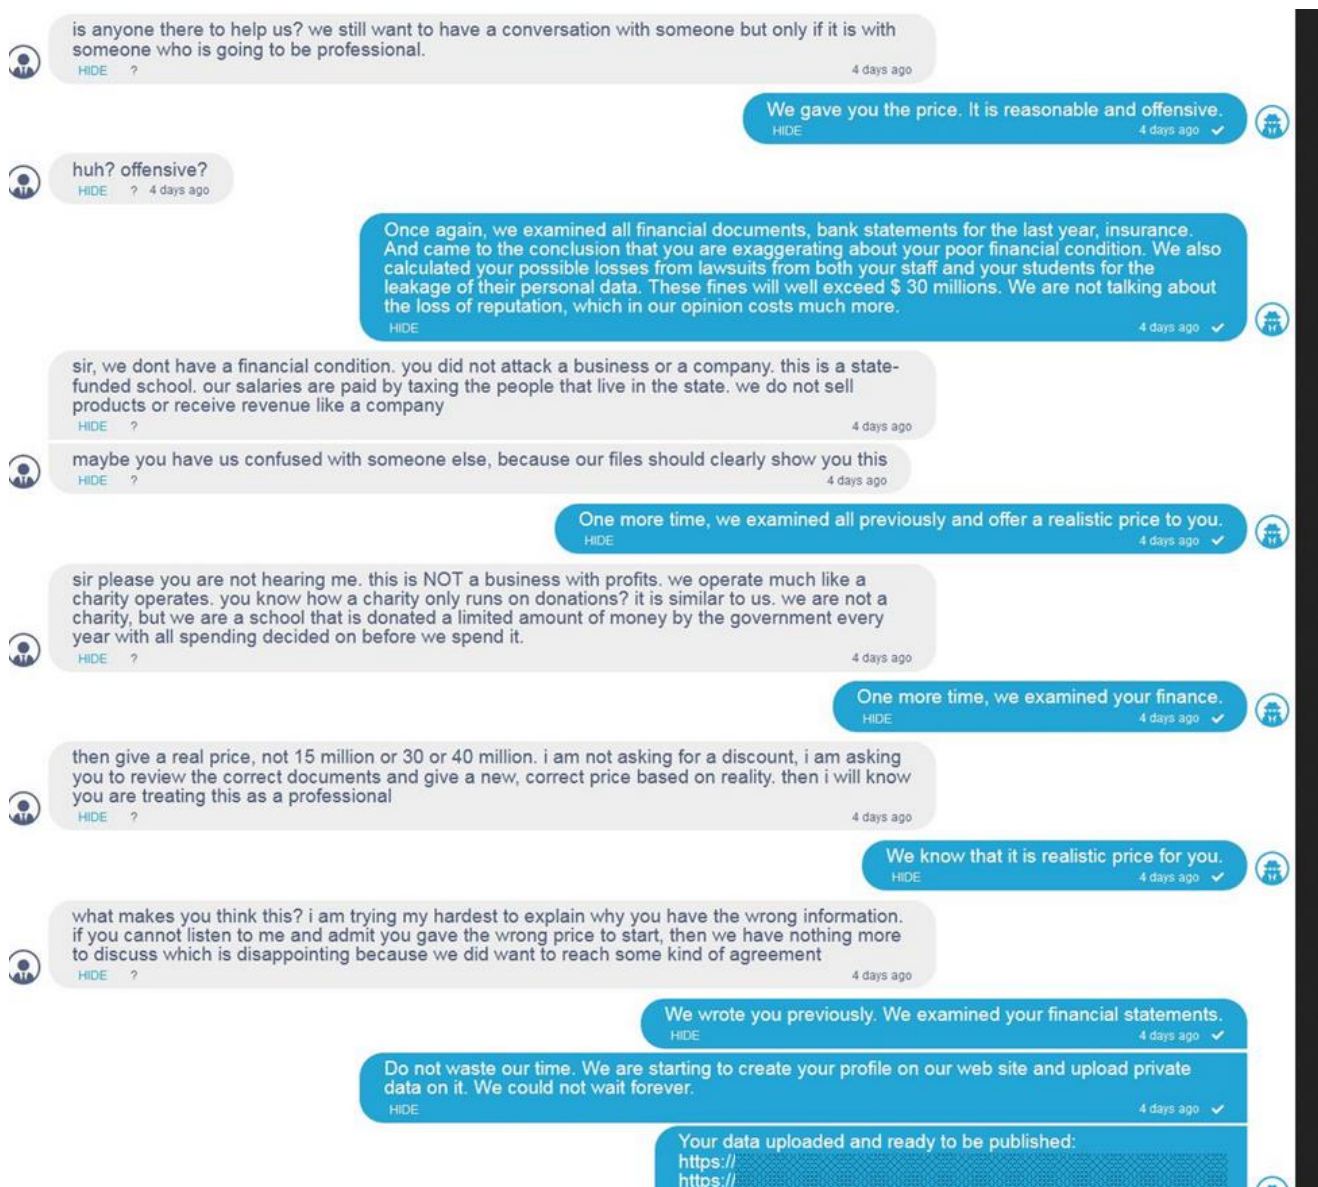 is anyone there to help us? we still want to have a conversation with someone but only if it is with
someone who is going to be professional.
HIDE ? 4 days ago
We gave you the price. It is reasonable and offensive.
HIDE 4 days ago
huh? offensive?
HIDE ? 4 days ago
Once again, we examined all financial documents, bank statements for the last year, insurance.
And came to the conclusion that you are exaggerating about your poor financial condition. We also
calculated your possible losses from lawsuits from both your staff and your students for the
leakage of their personal data. These fines will well exceed $ 30 millions. We are not talking about
the loss of reputation, which in our opinion costs much more.
HIDE 4 days ago
sir, we dont have a financial condition. you did not attack a business or a company. this is a state-
funded school. our salaries are paid by taxing the people that live in the state. we do not sell
products or receive revenue like a company
HIDE ? 4 days ago
maybe you have us confused with someone else, because our files should clearly show you this
HIDE ? 4 days ago
One more time, we examined all previously and offer a realistic price to you.
HIDE 4 days ago
sir please you are not hearing me. this is NOT a business with profits. we operate much like a
charity operates. you know how a charity only runs on donations? it is similar to us. we are not a
charity, but we are a school that is donated a limited amount of money by the government every
year with all spending decided on before we spend it.
HIDE ? 4 days ago
One more time, we examined your finance.
HIDE 4 days ago
then give a real price, not 15 million or 30 or 40 million. i am not asking for a discount, i am asking
you to review the correct documents and give a new, correct price based on reality. then i will know
you are treating this as a professional
HIDE ? 4 days ago
We know that it is realistic price for you.
HIDE 4 days ago
what makes you think this? i am trying my hardest to explain why you have the wrong information.
if you cannot listen to me and admit you gave the wrong price to start, then we have nothing more
to discuss which is disappointing because we did want to reach some kind of agreement
HIDE ? 4 days ago
We wrote you previously. We examined your financial statements.
HIDE 4 days ago
Do not waste our time. We are starting to create your profile on our web site and upload private
data on it. We could not wait forever.
HIDE 4 days ago
Your data uploaded and ready to be published:
https://
https://